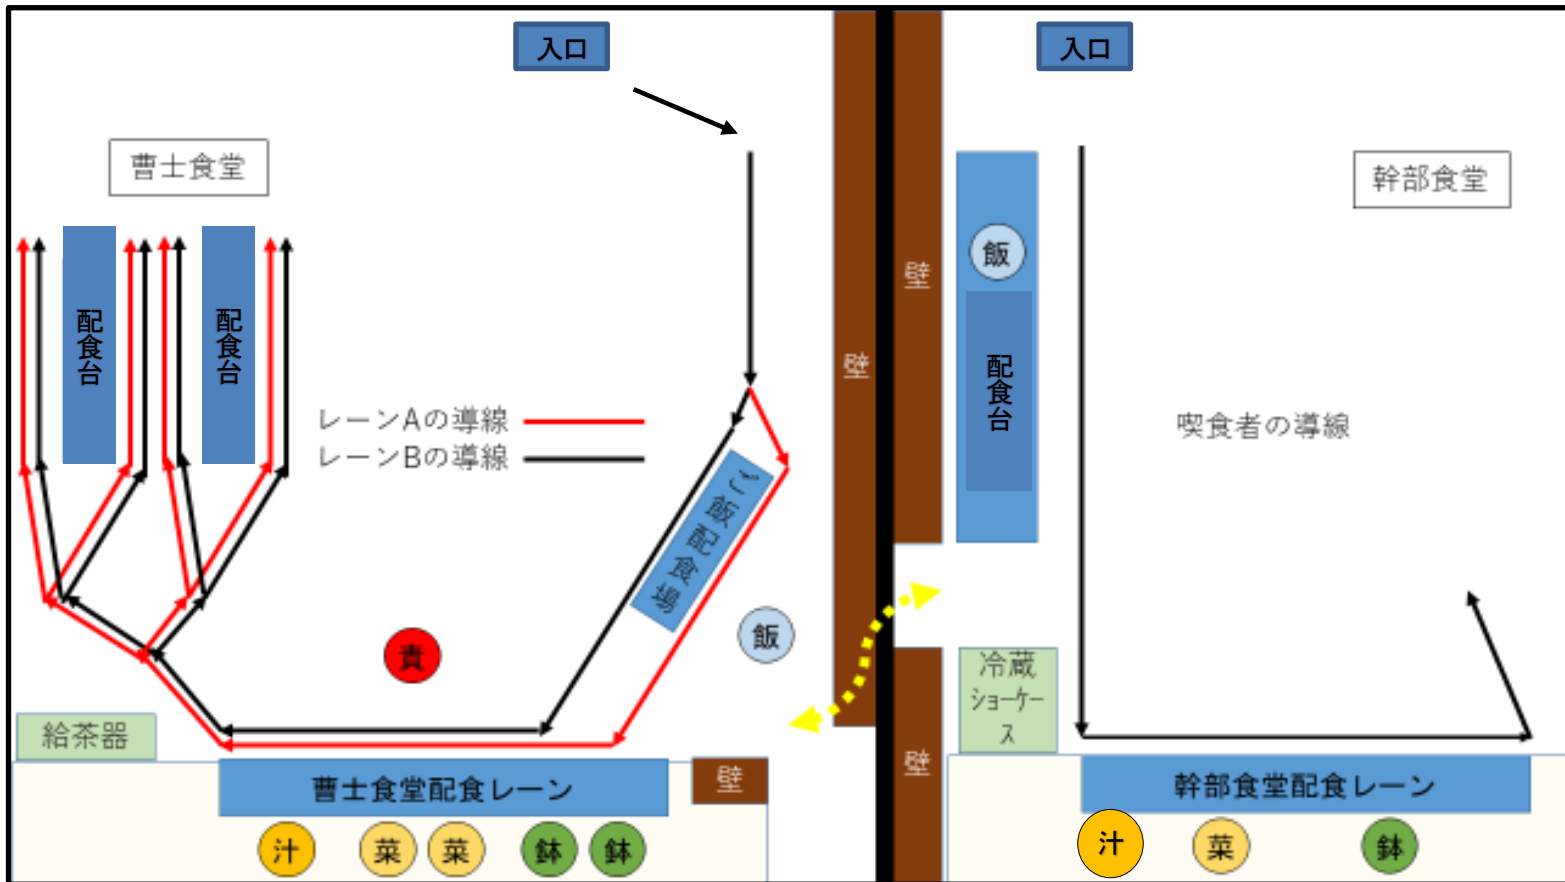 入口
入口
曹士食堂
幹部食堂
飯
壁
配食台
配食台
壁
配食台
レーンAの導線
レーンBの導線
喫食者の導線
ご飯配食場
飯
責
冷蔵
ショーケー
ス
給茶器
壁
壁
曹士食堂配食レーン
幹部食堂配食レーン
汁
菜
菜
鉢
鉢
汁
菜
鉢